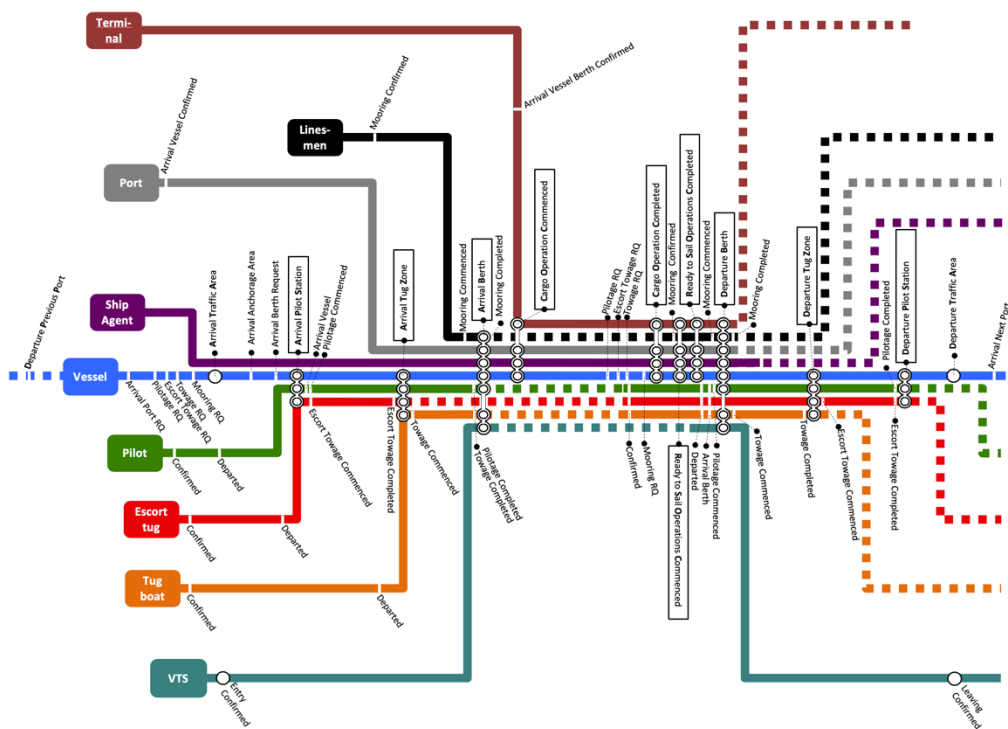 Termi-
nal
Arrival Vessel Berth Confirmed
Mooring Confirmed
Lines-
men
Arrival Vessel Confirmed
Port
Cargo Operation Commenced
Pilotage RQ
Escort Towage RQ
Towage RQ
Cargo Operation Completed
Mooring Confirmed
Ready to Sail Operations Completed
Mooring Commenced
Departure Berth
Mooring Completed
Departure Tug Zone
Pilotage Completed
Departure Pilot Station
Departure Traffic Area
Arrival Next Port
Departure Previous Port
Ship
Agent
Arrival Traffic Area
Arrival Anchorage Area
Arrival Berth Request
Arrival Pilot Station
Arrival Vessel
Pilotage Commenced
Arrival Tug Zone
Mooring Commenced
Arrival Berth
Mooring Completed
Vessel
Arrival Port RQ
Pilotage RQ
Escort Towage RQ
Towage RQ
Mooring RQ
Escort Towage Commenced
Escort Towage Completed
Towage Commenced
Pilotage Completed
Towage Completed
Confirmed
Mooring RQ
Ready to Sail Operations Commenced
Departed
Arrival Berth
Pilotage Commenced
Towage Commenced
Towage Completed
Escort Towage Commenced
Escort Towage Completed
Pilot
Confirmed
Departed
Escort
tug
Confirmed
Departed
Tug
boat
Confirmed
Departed
VTS
Entry
Confirmed
Leaving
Confirmed